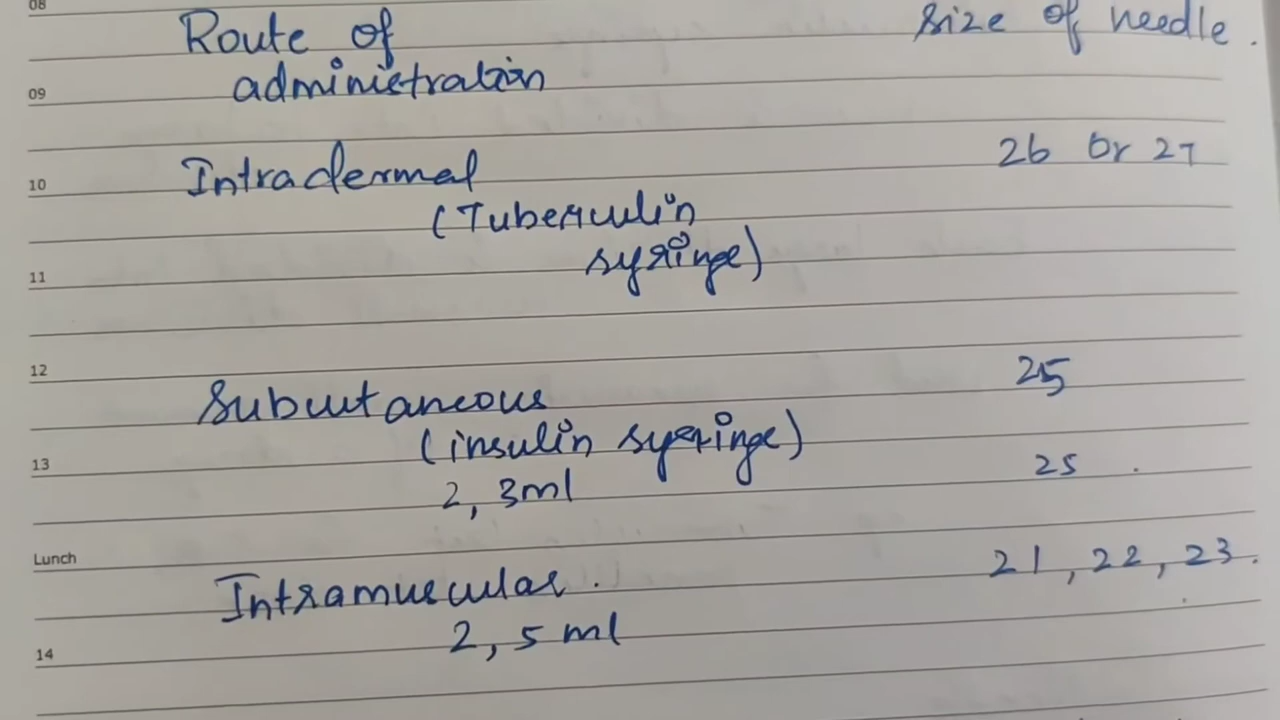 08
Route of size of needle.
administration
09
Intradermal 26 or 27
10
(Tuberculin
syringe)
11
12
Subcutaneous 25
(insulin syringe)
13
2, 3ml 25 .
Lunch
Intramuscular. 21, 22, 23.
2, 5 ml
14